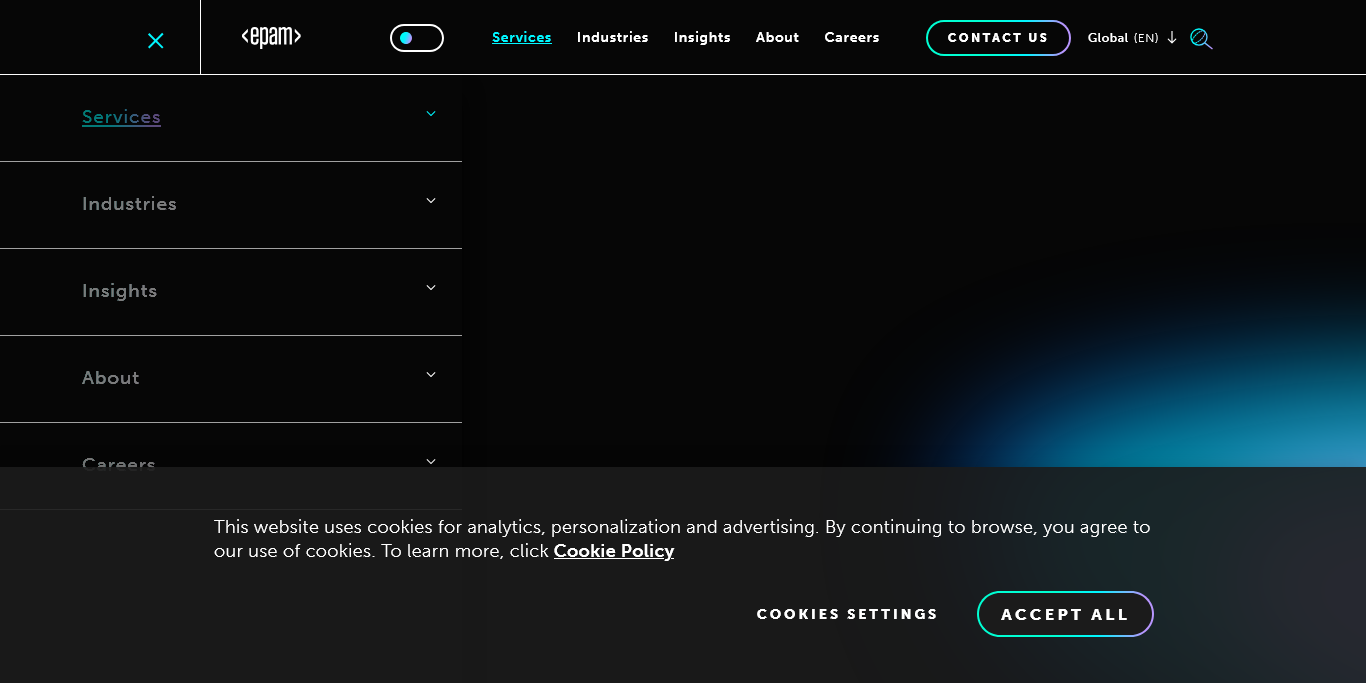 <epam>
Services
Industries
Insights
About
Careers
CONTACT US
Global (EN)
Services
Industries
Insights
About
Careers
This website uses cookies for analytics, personalization and advertising. By continuing to browse, you agree to
our use of cookies. To learn more, click Cookie Policy
COOKIES SETTINGS
ACCEPT ALL